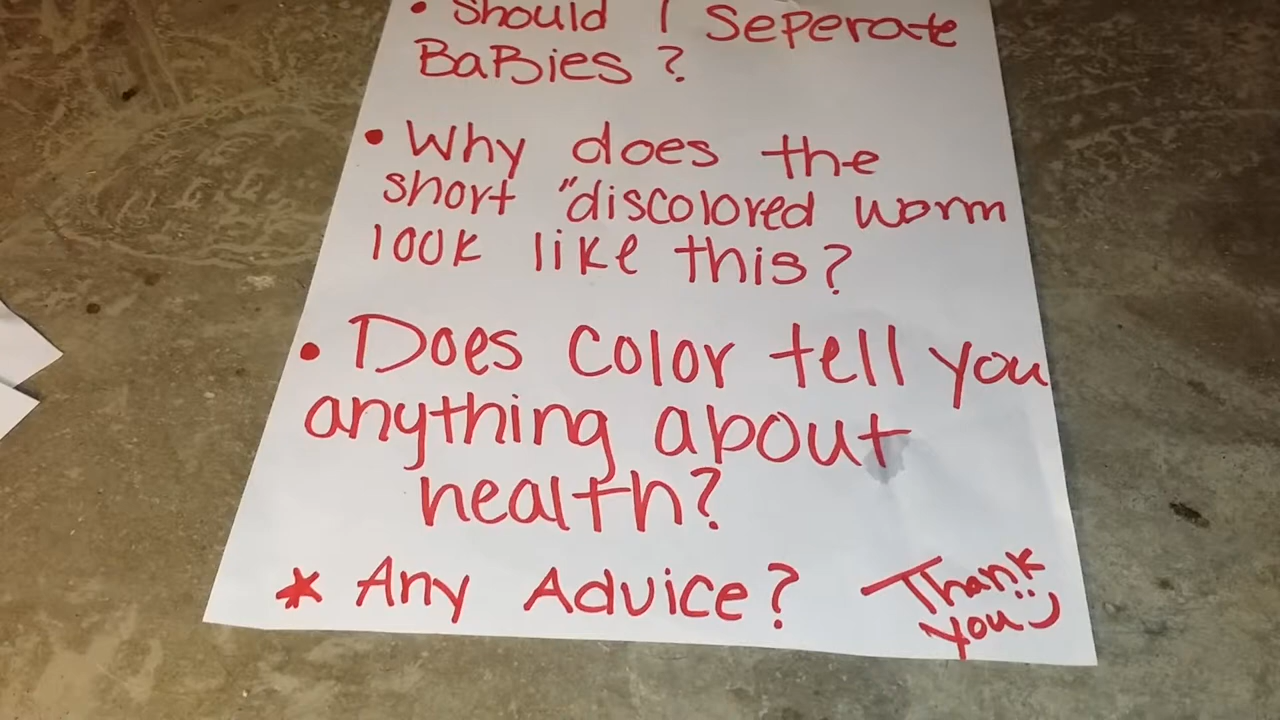 • Should I Seperate
BaBies?
• Why does the
short "discolored worm
look like this?
• Does Color tell you
anything about
health?
* Any Advice?
Thank
you :)